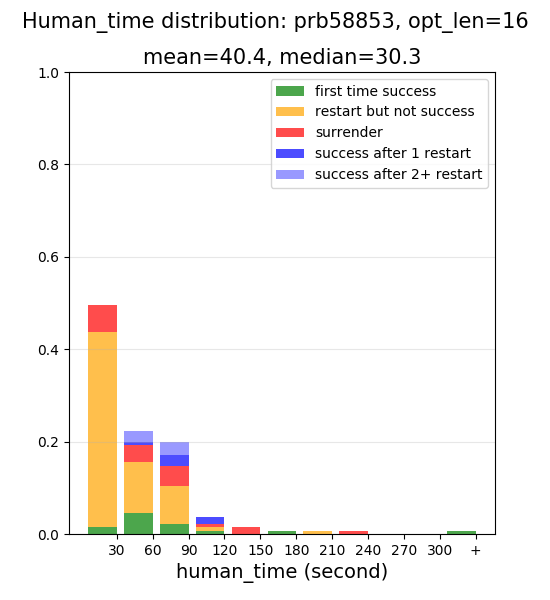 Human_time distribution: prb58853, opt_len=16
mean=40.4, median=30.3
1.0
0.8
0.6
0.4
0.2
0.0
first time success
restart but not success
surrender
success after 1 restart
success after 2+ restart
30 60 90 120 150 180 210 240 270 300 +
human_time (second)